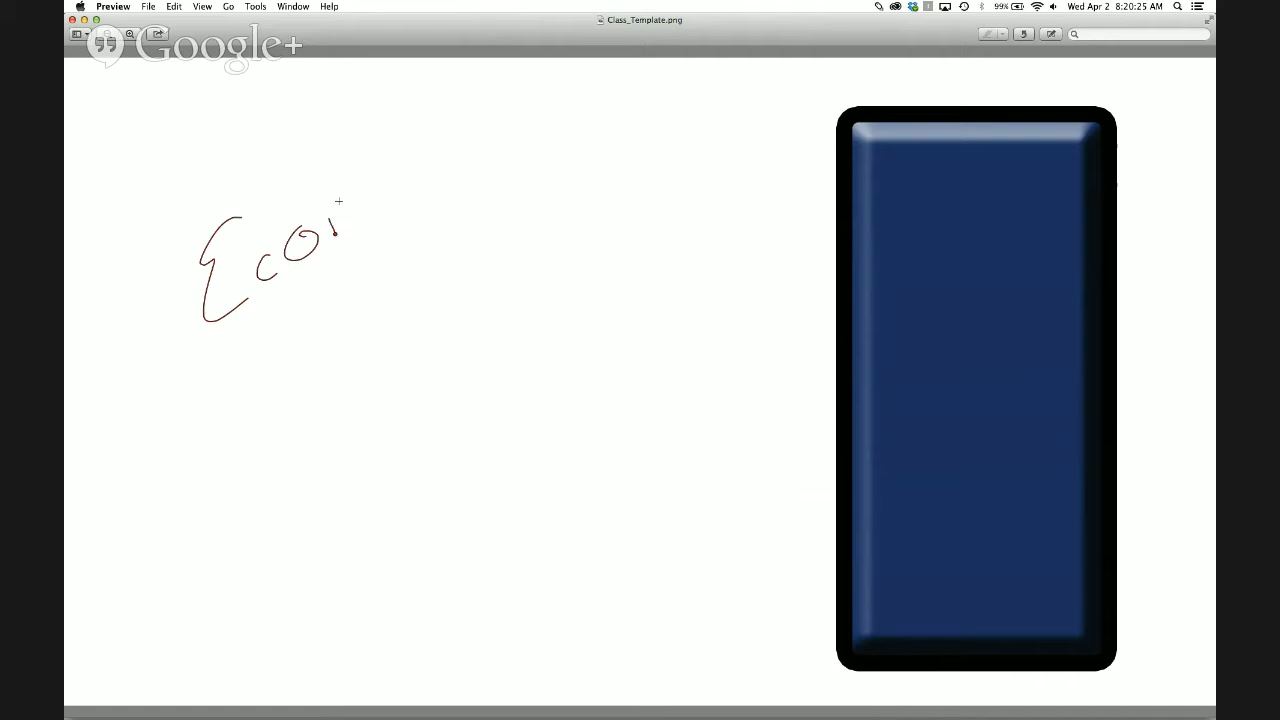 Preview File Edit View Go Tools Window Help 99% Wed Apr 2 8:20:25 AM
Class_Template.png
Google+
Eco